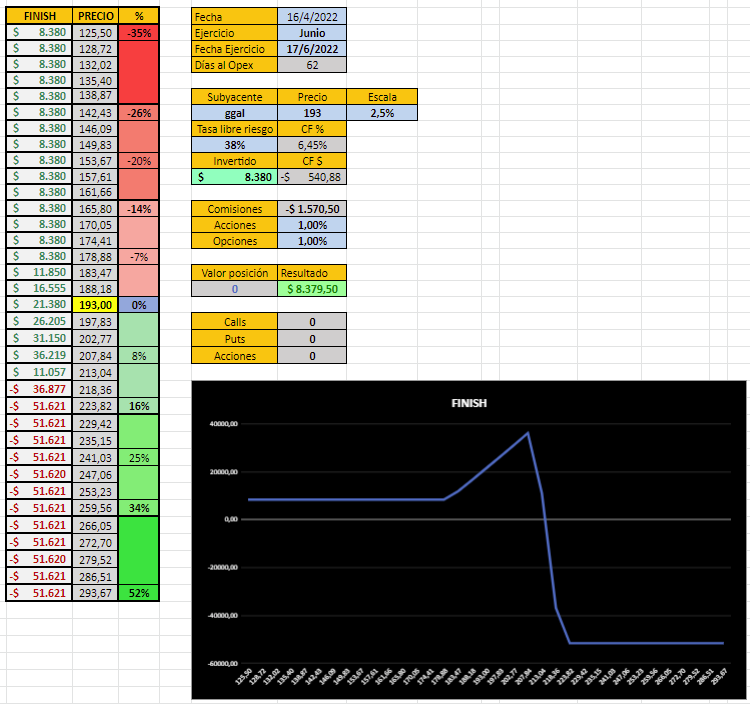 FINISH PRECIO %
$ 8.380 125,50 -35%
$ 8.380 128,72
$ 8.380 132,02
$ 8.380 135,40
$ 8.380 138,87
$ 8.380 142,43 -26%
$ 8.380 146,09
$ 8.380 149,83
$ 8.380 153,67 -20%
$ 8.380 157,61
$ 8.380 161,66
$ 8.380 165,80 -14%
$ 8.380 170,05
$ 8.380 174,41
$ 8.380 178,88 -7%
$ 11.850 183,47
$ 16.555 188,18
$ 21.380 193,00 0%
$ 26.205 197,83
$ 31.150 202,77
$ 36.219 207,84 8%
$ 11.057 213,04
-$ 36.877 218,36
-$ 51.621 223,82 16%
-$ 51.621 229,42
-$ 51.621 235,15
-$ 51.621 241,03 25%
-$ 51.620 247,06
-$ 51.621 253,23
-$ 51.621 259,56 34%
-$ 51.621 266,05
-$ 51.621 272,70
-$ 51.620 279,52
-$ 51.621 286,51
-$ 51.621 293,67 52%
Fecha 16/4/2022
Ejercicio Junio
Fecha Ejercicio 17/6/2022
Días al Opex 62
Subyacente Precio Escala
ggal 193 2,5%
Tasa libre riesgo CF %
38% 6,45%
Invertido CF $
$ 8.380 -$ 540,88
Comisiones -$ 1.570,50
Acciones 1,00%
Opciones 1,00%
Valor posición Resultado
0 $ 8.379,50
Calls 0
Puts 0
Acciones 0
FINISH
40000,00
20000,00
0,00
-20000,00
-40000,00
-60000,00
125,50 128,72 132,02 135,40 138,87 142,43 146,09 149,83 153,67 157,61 161,66 165,80 170,05 174,41 178,88 183,47 188,18 193,00 197,83 202,77 207,84 213,04 218,36 223,82 229,42 235,15 241,03 247,06 253,23 259,56 266,05 272,70 279,52 286,51 293,67